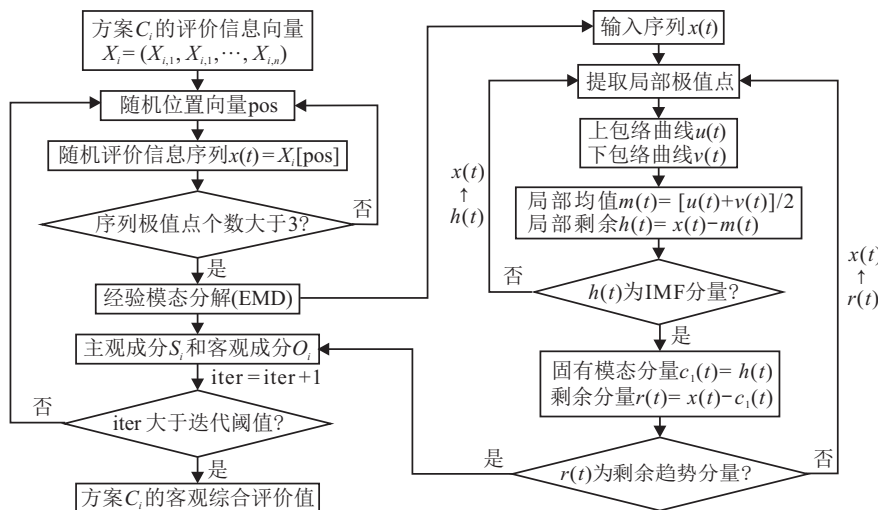 方案C_i的评价信息向量
X_i=(X_{i,1}, X_{i,1}, ⋯, X_{i,n})
随机位置向量pos
随机评价信息序列x(t)=X_i[pos]
序列极值点个数大于3?
否
是
经验模态分解(EMD)
主观成分S_i和客观成分O_i
iter=iter+1
否
iter大于迭代阈值?
是
方案C_i的客观综合评价值
输入序列x(t)
提取局部极值点
上包络曲线u(t)
下包络曲线v(t)
x(t)
↑
h(t)
局部均值m(t)= [u(t)+v(t)]/2
局部剩余h(t)= x(t)−m(t)
否
h(t)为IMF分量?
x(t)
↑
r(t)
是
固有模态分量c_1(t)= h(t)
剩余分量r(t)= x(t)−c_1(t)
是
r(t)为剩余趋势分量?
否